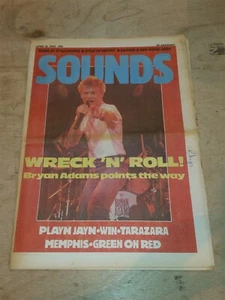 SOUNDS
WRECK 'N' ROLL!
Bryan Adams points the way
PLAYN JAYN•WIN•TARAZARA
MEMPHIS•GREEN ON RED